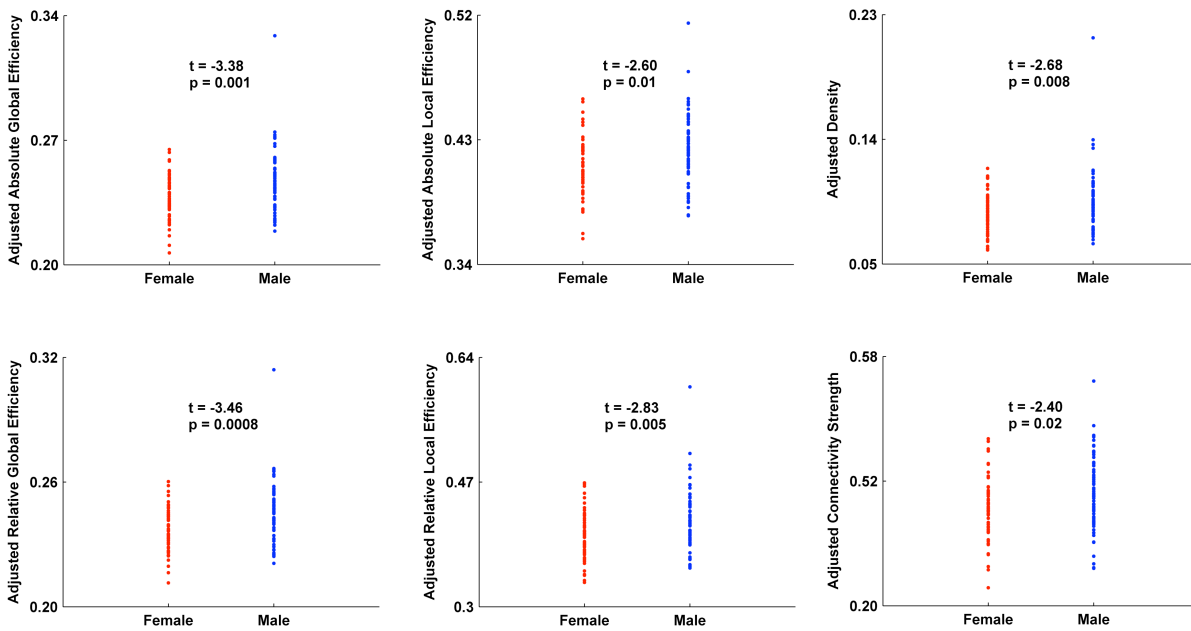 Adjusted Absolute Global Efficiency
0.34
0.27
0.20
t = -3.38
p = 0.001
Female
Male
Adjusted Absolute Local Efficiency
0.52
0.43
0.34
t = -2.60
p = 0.01
Female
Male
Adjusted Density
0.23
0.14
0.05
t = -2.68
p = 0.008
Female
Male
Adjusted Relative Global Efficiency
0.32
0.26
0.20
t = -3.46
p = 0.0008
Female
Male
Adjusted Relative Local Efficiency
0.64
0.47
0.3
t = -2.83
p = 0.005
Female
Male
Adjusted Connectivity Strength
0.58
0.52
0.20
t = -2.40
p = 0.02
Female
Male